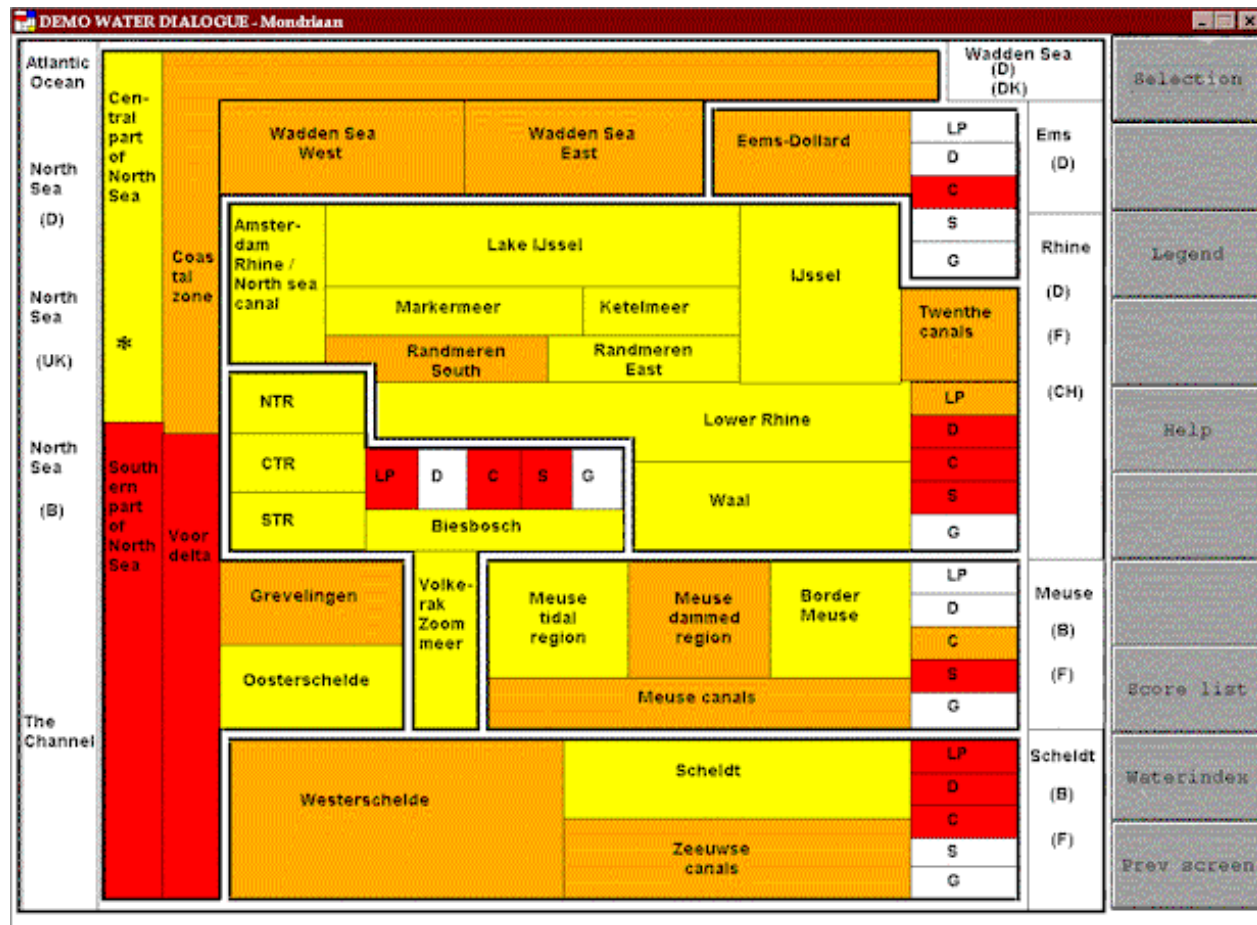 DEMO WATER DIALOGUE - Mondriaan
Atlantic
Ocean
North
Sea
(D)
North
Sea
(UK)
North
Sea
(B)
The
Channel
Cen-
tral
part
of
North
Sea
*
South
ern
part
of
North
Sea
Coas
tal
zone
Voor
delta
Wadden Sea
(D)
(DK)
Wadden Sea
West
Wadden Sea
East
Eems-Dollard
LP
D
C
S
G
Ems
(D)
Amster-
dam
Rhine /
North sea
canal
Lake IJssel
IJssel
Markermeer
Ketelmeer
Randmeren
South
Randmeren
East
Twenthe
canals
Rhine
(D)
(F)
(CH)
NTR
CTR
STR
Lower Rhine
LP
D
C
S
G
Biesbosch
Waal
LP
D
C
S
G
Grevelingen
Oosterschelde
Volke-
rak
Zoom
meer
Meuse
tidal
region
Meuse
dammed
region
Border
Meuse
Meuse canals
LP
D
C
S
G
Meuse
(B)
(F)
Westerschelde
Scheldt
Zeeuwse
canals
LP
D
C
S
G
Scheldt
(B)
(F)
Selection
Legend
Help
Score list
Waterindex
Prev screen